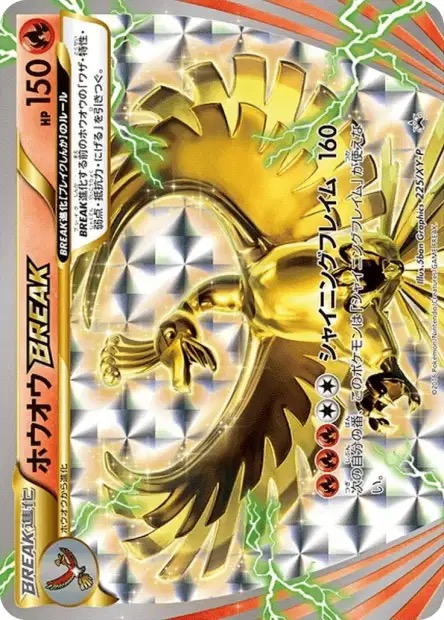 BREAK進化
ホウオウから進化
ホウオウBREAK
HP 150
BREAK進化[ブレイクしんか]のルール
BREAK進化する前のホウオウの「ワザ・特性・
弱点・抵抗力・にげる」を引きつぐ。
シャイニングフレイム 160
次の自分の番、このポケモンは「シャイニングフレイム」が使えな
い。
Illus.5ban Graphics
225/XY-P